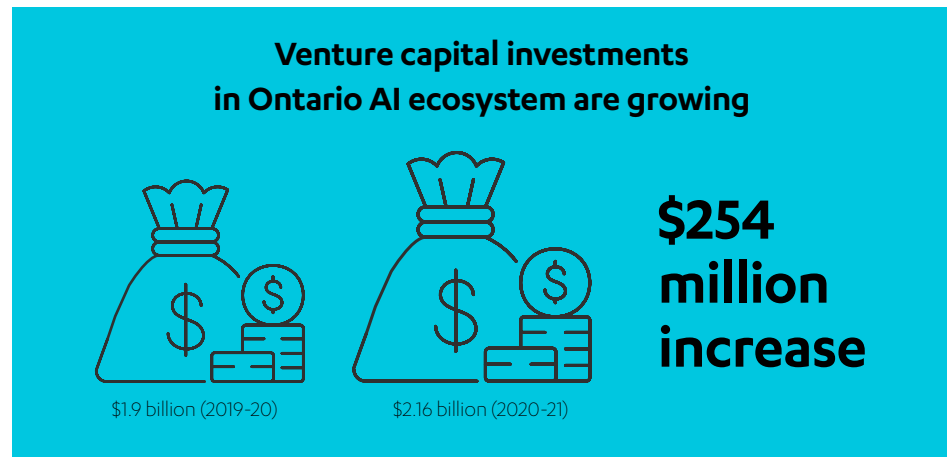 Venture capital investments
in Ontario AI ecosystem are growing
$
$
$
$
$254
million
increase
$1.9 billion (2019-20)
$2.16 billion (2020-21)